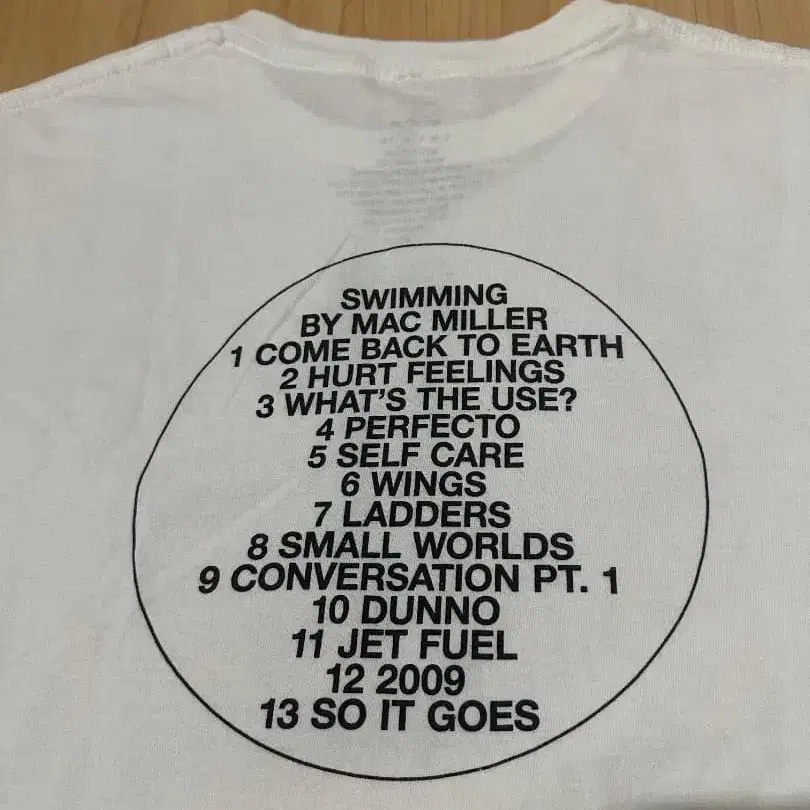 SWIMMING
BY MAC MILLER
1 COME BACK TO EARTH
2 HURT FEELINGS
3 WHAT'S THE USE?
4 PERFECTO
5 SELF CARE
6 WINGS
7 LADDERS
8 SMALL WORLDS
9 CONVERSATION PT. 1
10 DUNNO
11 JET FUEL
12 2009
13 SO IT GOES